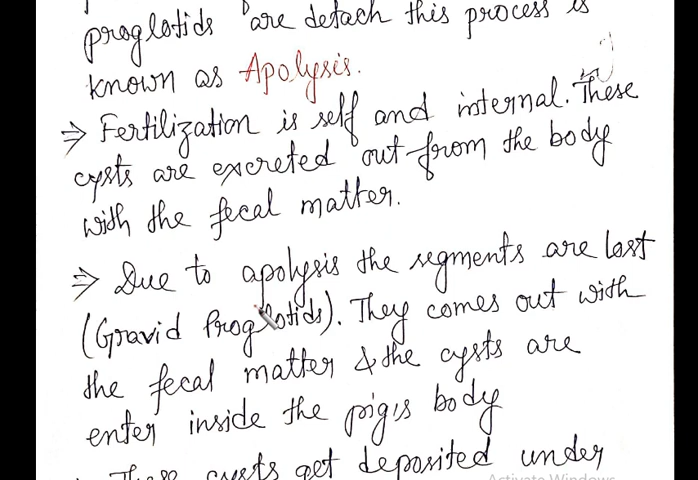 proglotids are detach this process is
known as Apolysis.
⇒ Fertilization is self and internal. These
cysts are excreted out from the body
with the fecal matter.
⇒ Due to apolysis the segments are lost
(Gravid Proglotids). They comes out with
the fecal matter & the cysts are
enter inside the pig's body
These cysts get deposited under
Activate Windows